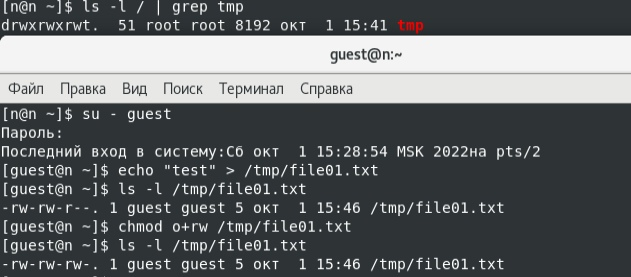 [n@n ~]$ ls -l / | grep tmp
drwxrwxrwt.  51 root root 8192 окт  1 15:41 tmp
guest@n:~
Файл Правка Вид Поиск Терминал Справка
[n@n ~]$ su - guest
Пароль:
Последний вход в систему:Сб окт  1 15:28:54 MSK 2022на pts/2
[guest@n ~]$ echo "test" > /tmp/file01.txt
[guest@n ~]$ ls -l /tmp/file01.txt
-rw-rw-r--. 1 guest guest 5 окт  1 15:46 /tmp/file01.txt
[guest@n ~]$ chmod o+rw /tmp/file01.txt
[guest@n ~]$ ls -l /tmp/file01.txt
-rw-rw-rw-. 1 guest guest 5 окт  1 15:46 /tmp/file01.txt